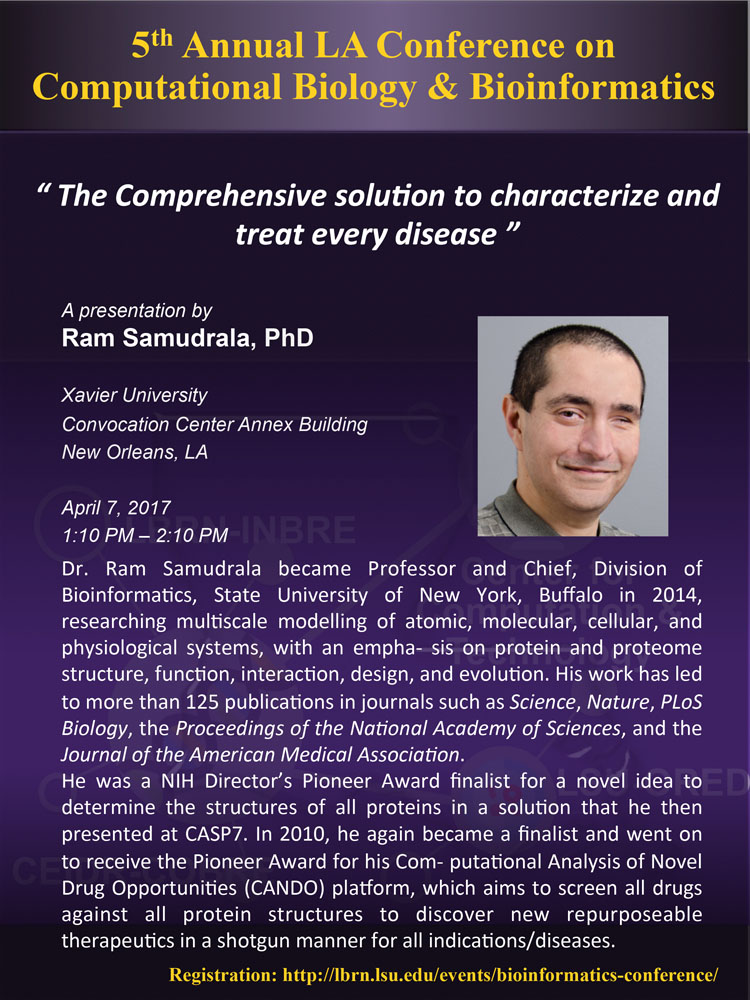 5th Annual LA Conference on
Computational Biology & Bioinformatics
“ The Comprehensive solution to characterize and
treat every disease ”
A presentation by
Ram Samudrala, PhD
Xavier University
Convocation Center Annex Building
New Orleans, LA
April 7, 2017
1:10 PM – 2:10 PM
LBRN-INBRE
Center for
Computation &
Technology
Dr. Ram Samudrala became Professor and Chief, Division of
Bioinformatics, State University of New York, Buffalo in 2014,
researching multiscale modelling of atomic, molecular, cellular, and
physiological systems, with an empha- sis on protein and proteome
structure, function, interaction, design, and evolution. His work has led
to more than 125 publications in journals such as Science, Nature, PLoS
Biology, the Proceedings of the National Academy of Sciences, and the
Journal of the American Medical Association.
He was a NIH Director’s Pioneer Award finalist for a novel idea to
determine the structures of all proteins in a solution that he then
presented at CASP7. In 2010, he again became a finalist and went on
to receive the Pioneer Award for his Com- putational Analysis of Novel
Drug Opportunities (CANDO) platform, which aims to screen all drugs
against all protein structures to discover new repurposeable
therapeutics in a shotgun manner for all indications/diseases.
Registration: http://lbrn.lsu.edu/events/bioinformatics-conference/